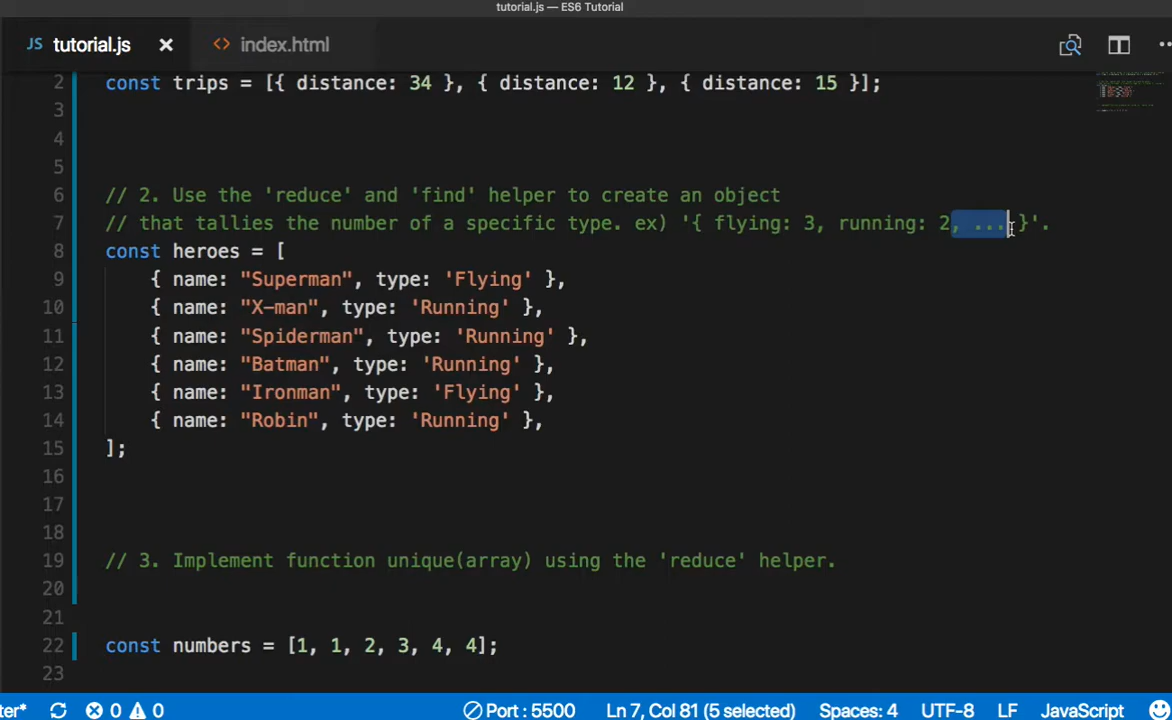 tutorial.js — ES6 Tutorial
JS tutorial.js × <> index.html
2 const trips = [{ distance: 34 }, { distance: 12 }, { distance: 15 }];
3
4
5
6 // 2. Use the 'reduce' and 'find' helper to create an object
7 // that tallies the number of a specific type. ex) '{ flying: 3, running: 2, ... }'.
8 const heroes = [
9 { name: "Superman", type: 'Flying' },
10 { name: "X-man", type: 'Running' },
11 { name: "Spiderman", type: 'Running' },
12 { name: "Batman", type: 'Running' },
13 { name: "Ironman", type: 'Flying' },
14 { name: "Robin", type: 'Running' },
15 ];
16
17
18
19 // 3. Implement function unique(array) using the 'reduce' helper.
20
21
22 const numbers = [1, 1, 2, 3, 4, 4];
23
ter* 0 0 Port : 5500 Ln 7, Col 81 (5 selected) Spaces: 4 UTF-8 LF JavaScript